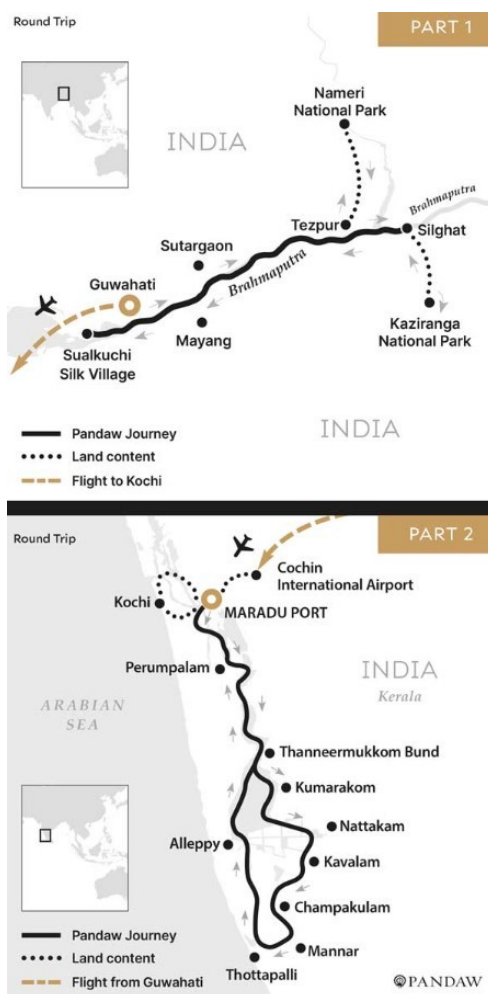 Round Trip
PART 1
Nameri
National Park
INDIA
Brahmaputra
Tezpur
Silghat
Sutargaon
Brahmaputra
Guwahati
Mayang
Kaziranga
National Park
Sualkuchi
Silk Village
INDIA
Pandaw Journey
Land content
Flight to Kochi
Round Trip
PART 2
Cochin
International Airport
Kochi
MARADU PORT
Perumpalam
INDIA
Kerala
ARABIAN
SEA
Thanneermukkom Bund
Kumarakom
Nattakam
Alleppy
Kavalam
Champakulam
Mannar
Thottapalli
Pandaw Journey
Land content
Flight from Guwahati
PANDAW